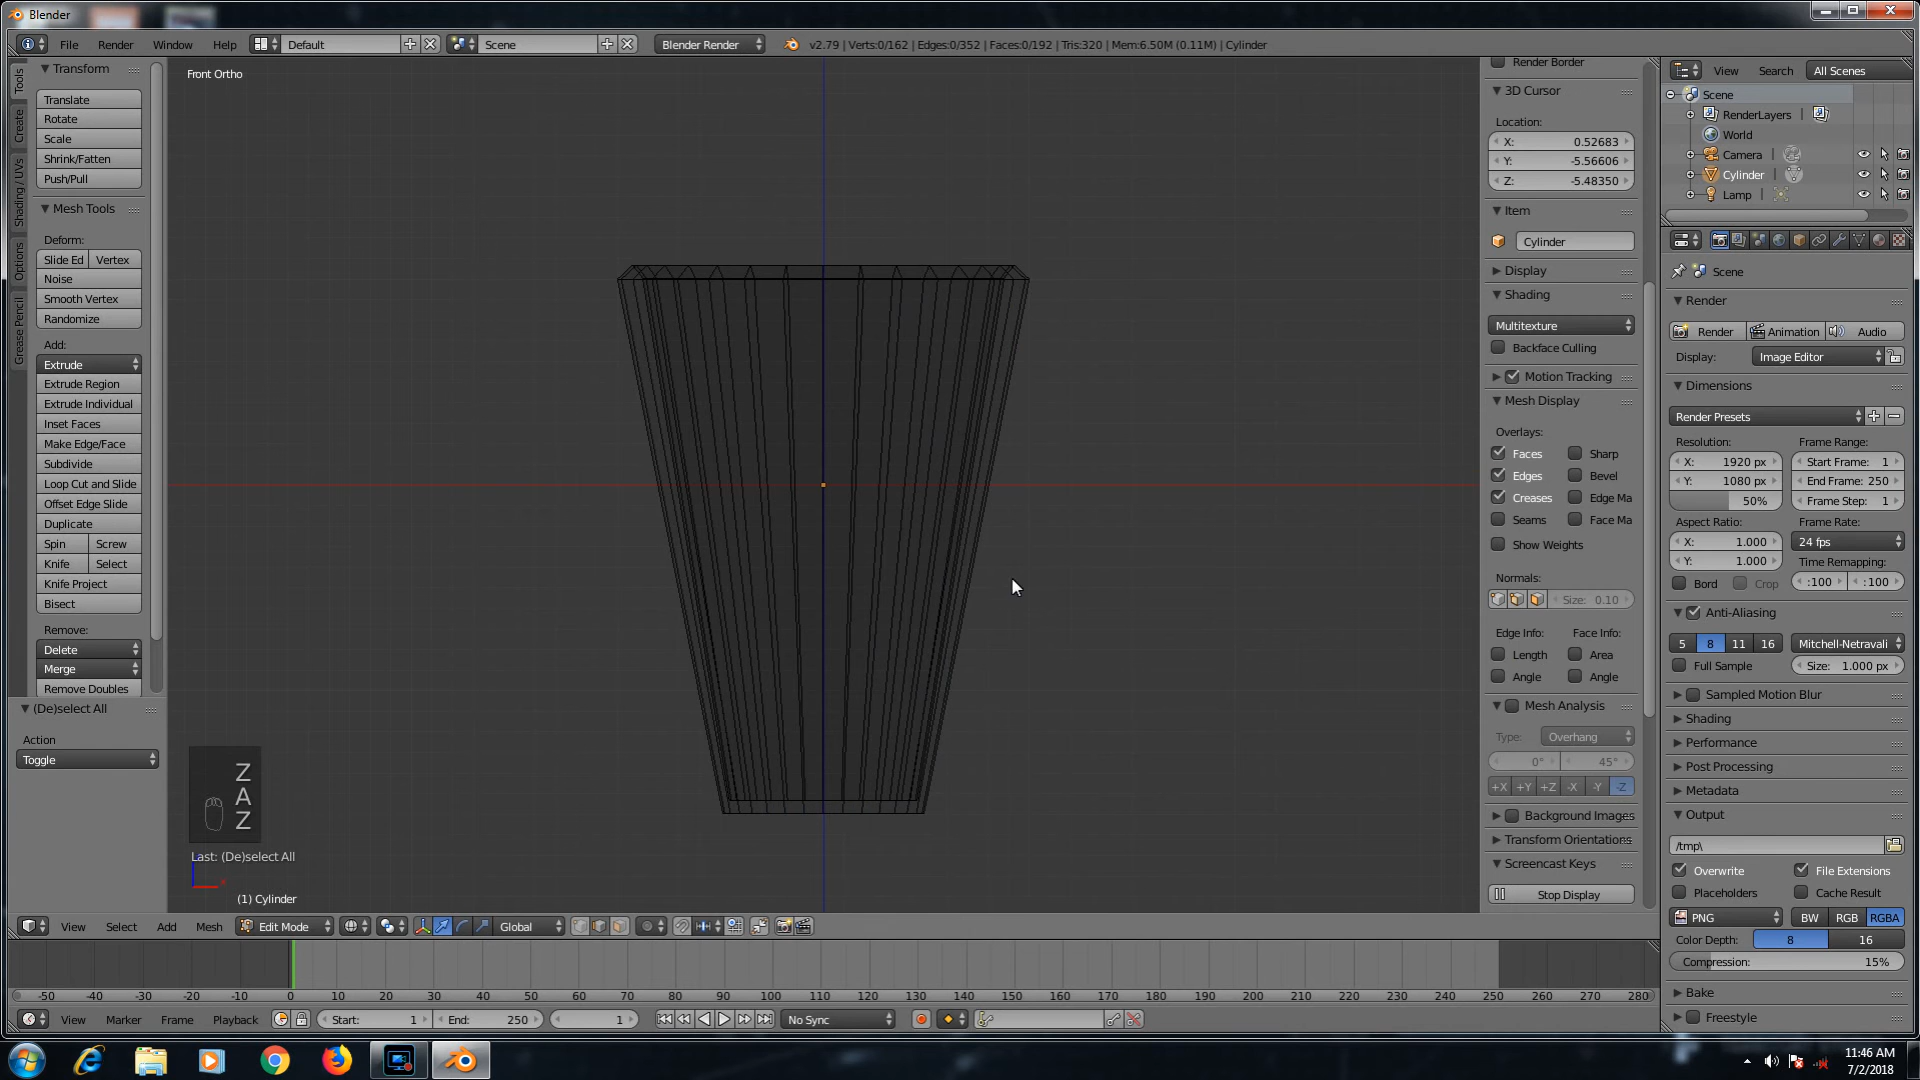 Blender
File Render Window Help Default Scene Blender Render v2.79 | Verts:0/162 | Edges:0/352 | Faces:0/192 | Tris:320 | Mem:6.50M (0.11M) | Cylinder
Tools
Create
Shading / UVs
Options
Grease Pencil
Transform
Translate
Rotate
Scale
Shrink/Fatten
Push/Pull
Mesh Tools
Deform:
Slide Ed Vertex
Noise
Smooth Vertex
Randomize
Add:
Extrude
Extrude Region
Extrude Individual
Inset Faces
Make Edge/Face
Subdivide
Loop Cut and Slide
Offset Edge Slide
Duplicate
Spin Screw
Knife Select
Knife Project
Bisect
Remove:
Delete
Merge
Remove Doubles
(De)select All
Action
Toggle
Front Ortho
Z
A
Z
Last: (De)select All
(1) Cylinder
Render Border
3D Cursor
Location:
X: 0.52683
Y: -5.56606
Z: -5.48350
Item
Cylinder
Display
Shading
Multitexture
Backface Culling
Motion Tracking
Mesh Display
Overlays:
Faces Sharp
Edges Bevel
Creases Edge Ma
Seams Face Ma
Show Weights
Normals:
Size: 0.10
Edge Info: Face Info:
Length Area
Angle Angle
Mesh Analysis
Type: Overhang
0° 45°
+X +Y +Z -X -Y -Z
Background Images
Transform Orientations
Screencast Keys
Stop Display
View Search All Scenes
Scene
RenderLayers
World
Camera
Cylinder
Lamp
Scene
Render
Render Animation Audio
Display: Image Editor
Dimensions
Render Presets
Resolution: Frame Range:
X: 1920 px Start Frame: 1
Y: 1080 px End Frame: 250
50% Frame Step: 1
Aspect Ratio: Frame Rate:
X: 1.000 24 fps
Y: 1.000 Time Remapping:
Bord Crop :100 :100
Anti-Aliasing
5 8 11 16 Mitchell-Netravali
Full Sample Size: 1.000 px
Sampled Motion Blur
Shading
Performance
Post Processing
Metadata
Output
/tmp\
Overwrite File Extensions
Placeholders Cache Result
PNG BW RGB RGBA
Color Depth: 8 16
Compression: 15%
Bake
Freestyle
View Select Add Mesh Edit Mode Global
-50 -40 -30 -20 -10 0 10 20 30 40 50 60 70 80 90 100 110 120 130 140 150 160 170 180 190 200 210 220 230 240 250 260 270 280
View Marker Frame Playback Start: 1 End: 250 1 No Sync
11:46 AM
7/2/2018